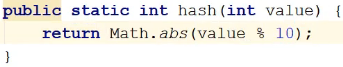 public static int hash(int value) {
    return Math.abs(value % 10);
}